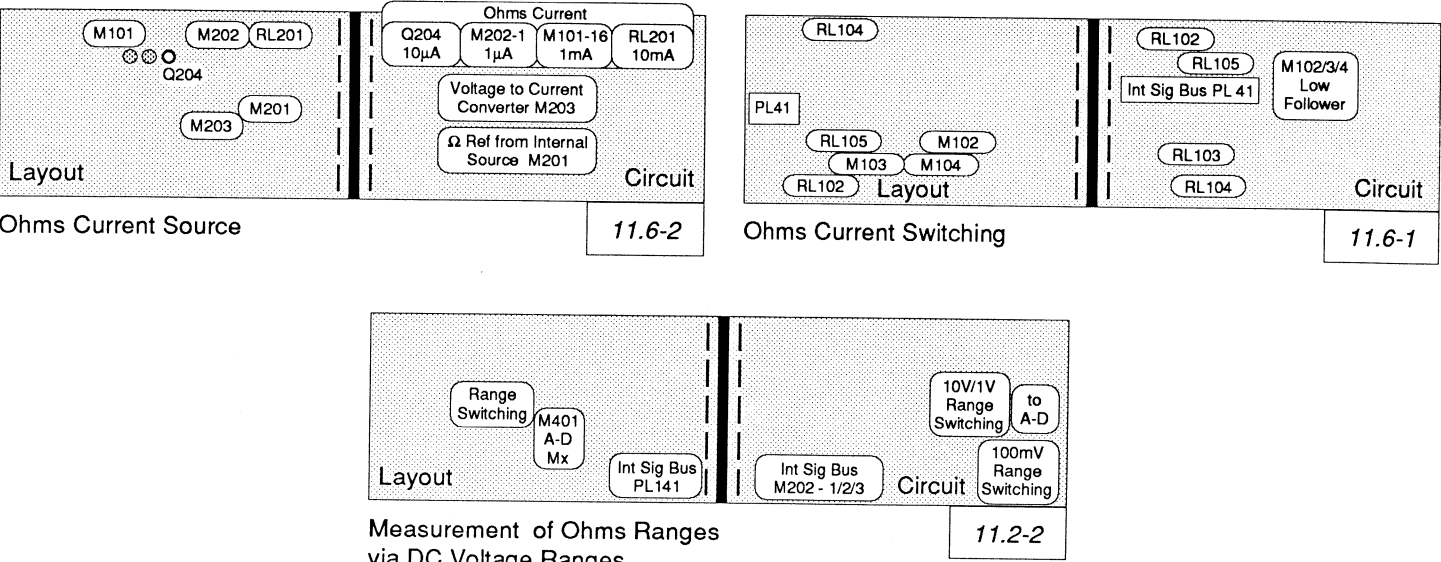 M101
M202
RL201
Q204
M201
M203
Layout
Ohms Current
Q204
10µA
M202-1
1µA
M101-16
1mA
RL201
10mA
Voltage to Current
Converter M203
Ω Ref from Internal
Source M201
Circuit
Ohms Current Source
11.6-2
RL104
PL41
RL105
M102
M103
M104
RL102
Layout
RL102
RL105
Int Sig Bus PL 41
M102/3/4
Low
Follower
RL103
RL104
Circuit
Ohms Current Switching
11.6-1
Range
Switching
M401
A-D
Mx
Int Sig Bus
PL141
Layout
10V/1V
Range
Switching
to
A-D
100mV
Range
Switching
Int Sig Bus
M202 - 1/2/3
Circuit
Measurement of Ohms Ranges
via DC Voltage Ranges
11.2-2